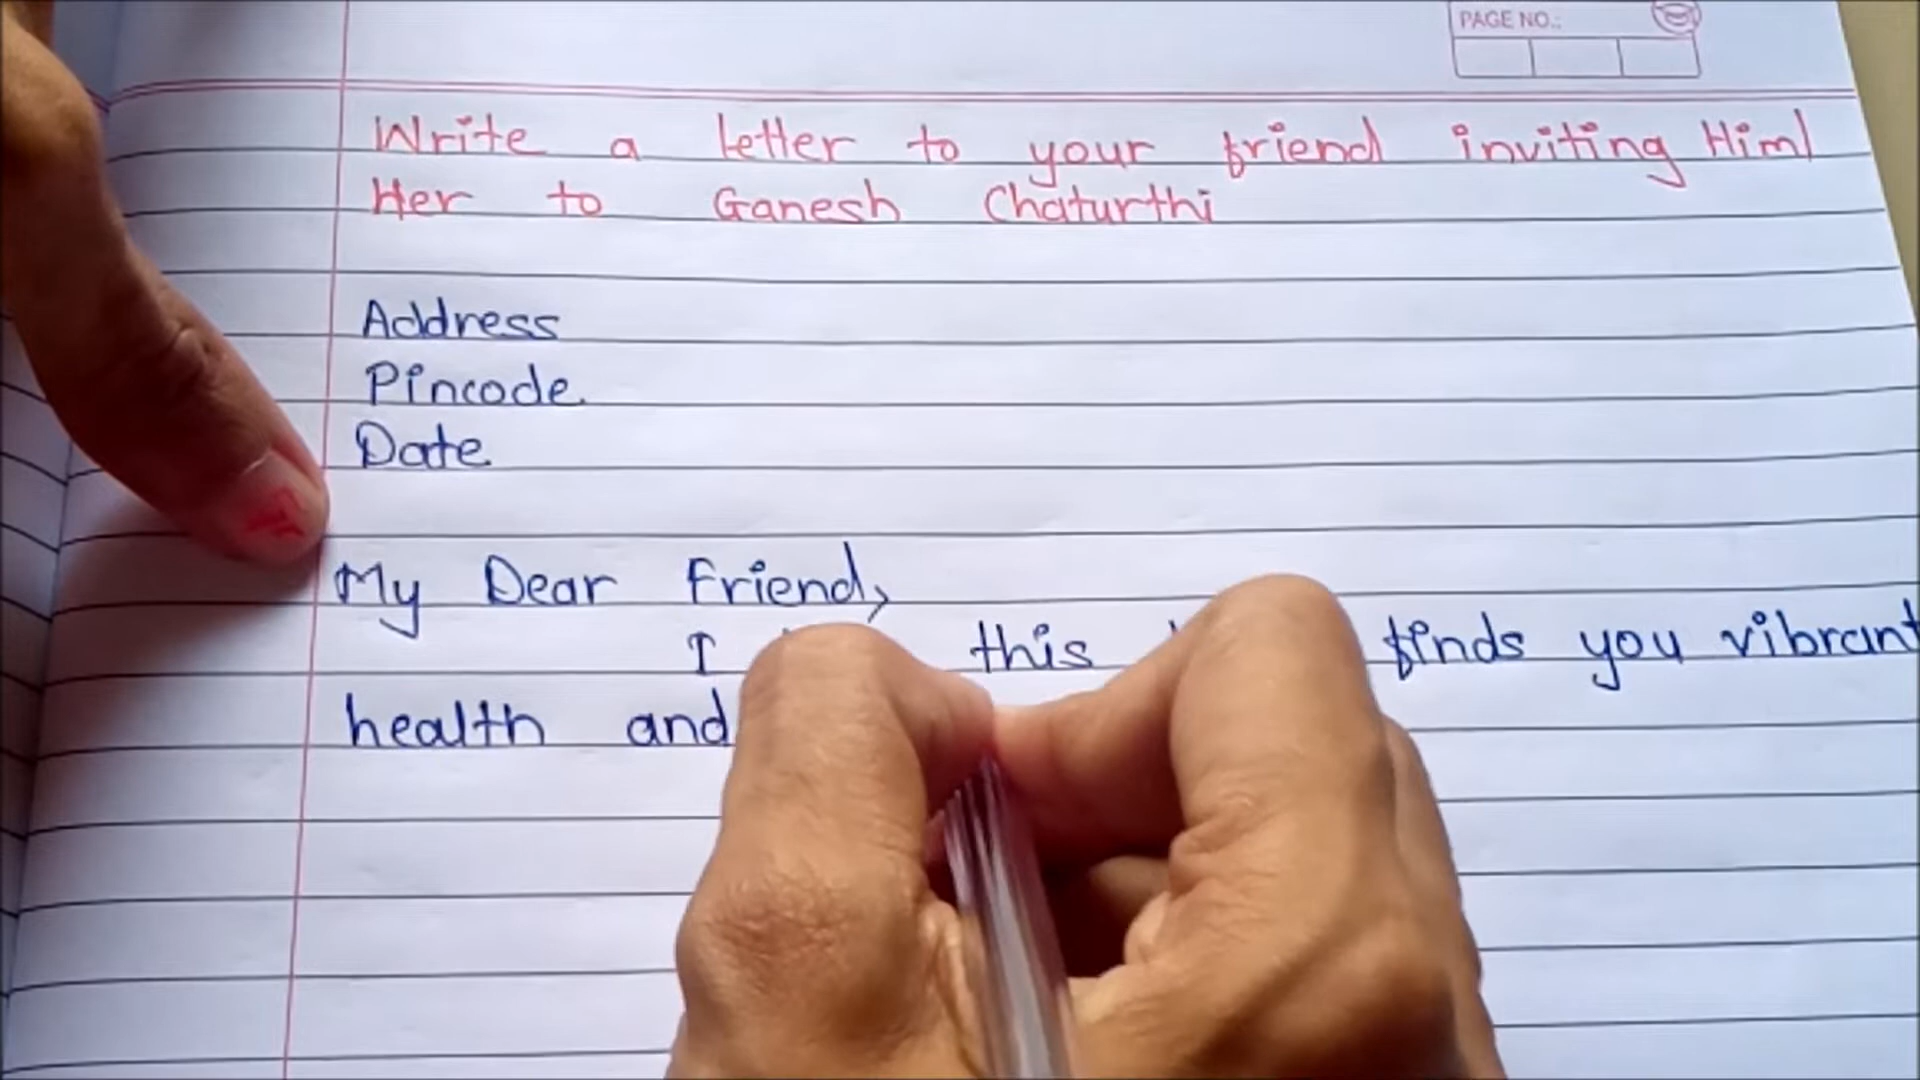 PAGE NO.:
Write a letter to your friend inviting Him/
Her to Ganesh Chaturthi
Address
Pincode
Date
My Dear Friend,
I this finds you vibrant
health and